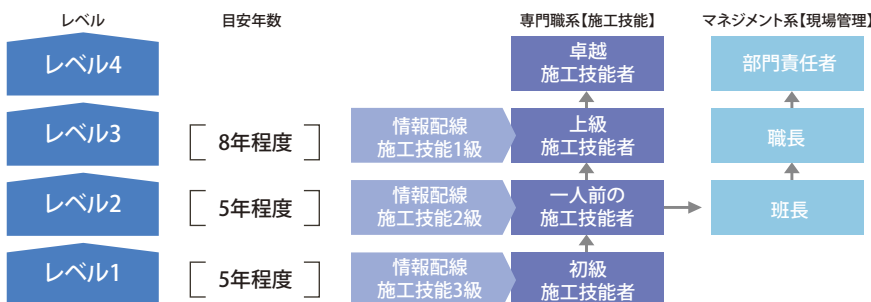 レベル
目安年数
専門職系【施工技能】
マネジメント系【現場管理】
レベル4
卓越
施工技能者
部門責任者
レベル3
8年程度
情報配線
施工技能1級
上級
施工技能者
職長
レベル2
5年程度
情報配線
施工技能2級
一人前の
施工技能者
班長
レベル1
5年程度
情報配線
施工技能3級
初級
施工技能者